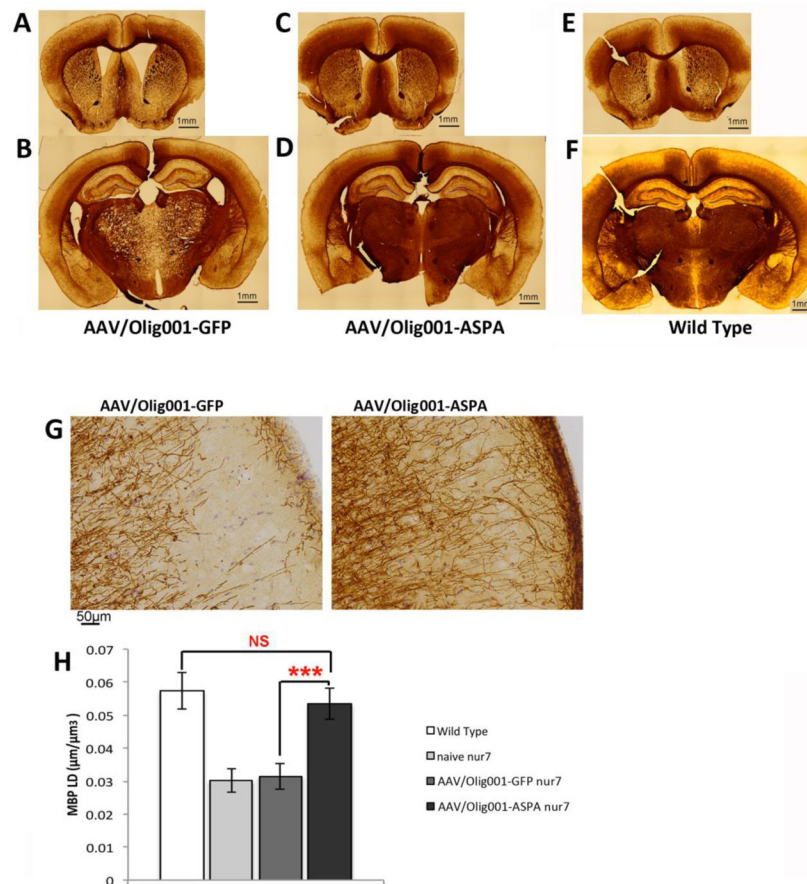 A
C
E
1mm
1mm
1mm
B
D
F
1mm
1mm
1mm
AAV/Olig001-GFP
AAV/Olig001-ASPA
Wild Type
AAV/Olig001-GFP
AAV/Olig001-ASPA
G
50µm
H
NS
***
MBP LD (µm/µm3)
0.07
0.06
0.05
0.04
0.03
0.02
0.01
0
Wild Type
naive nur7
AAV/Olig001-GFP nur7
AAV/Olig001-ASPA nur7